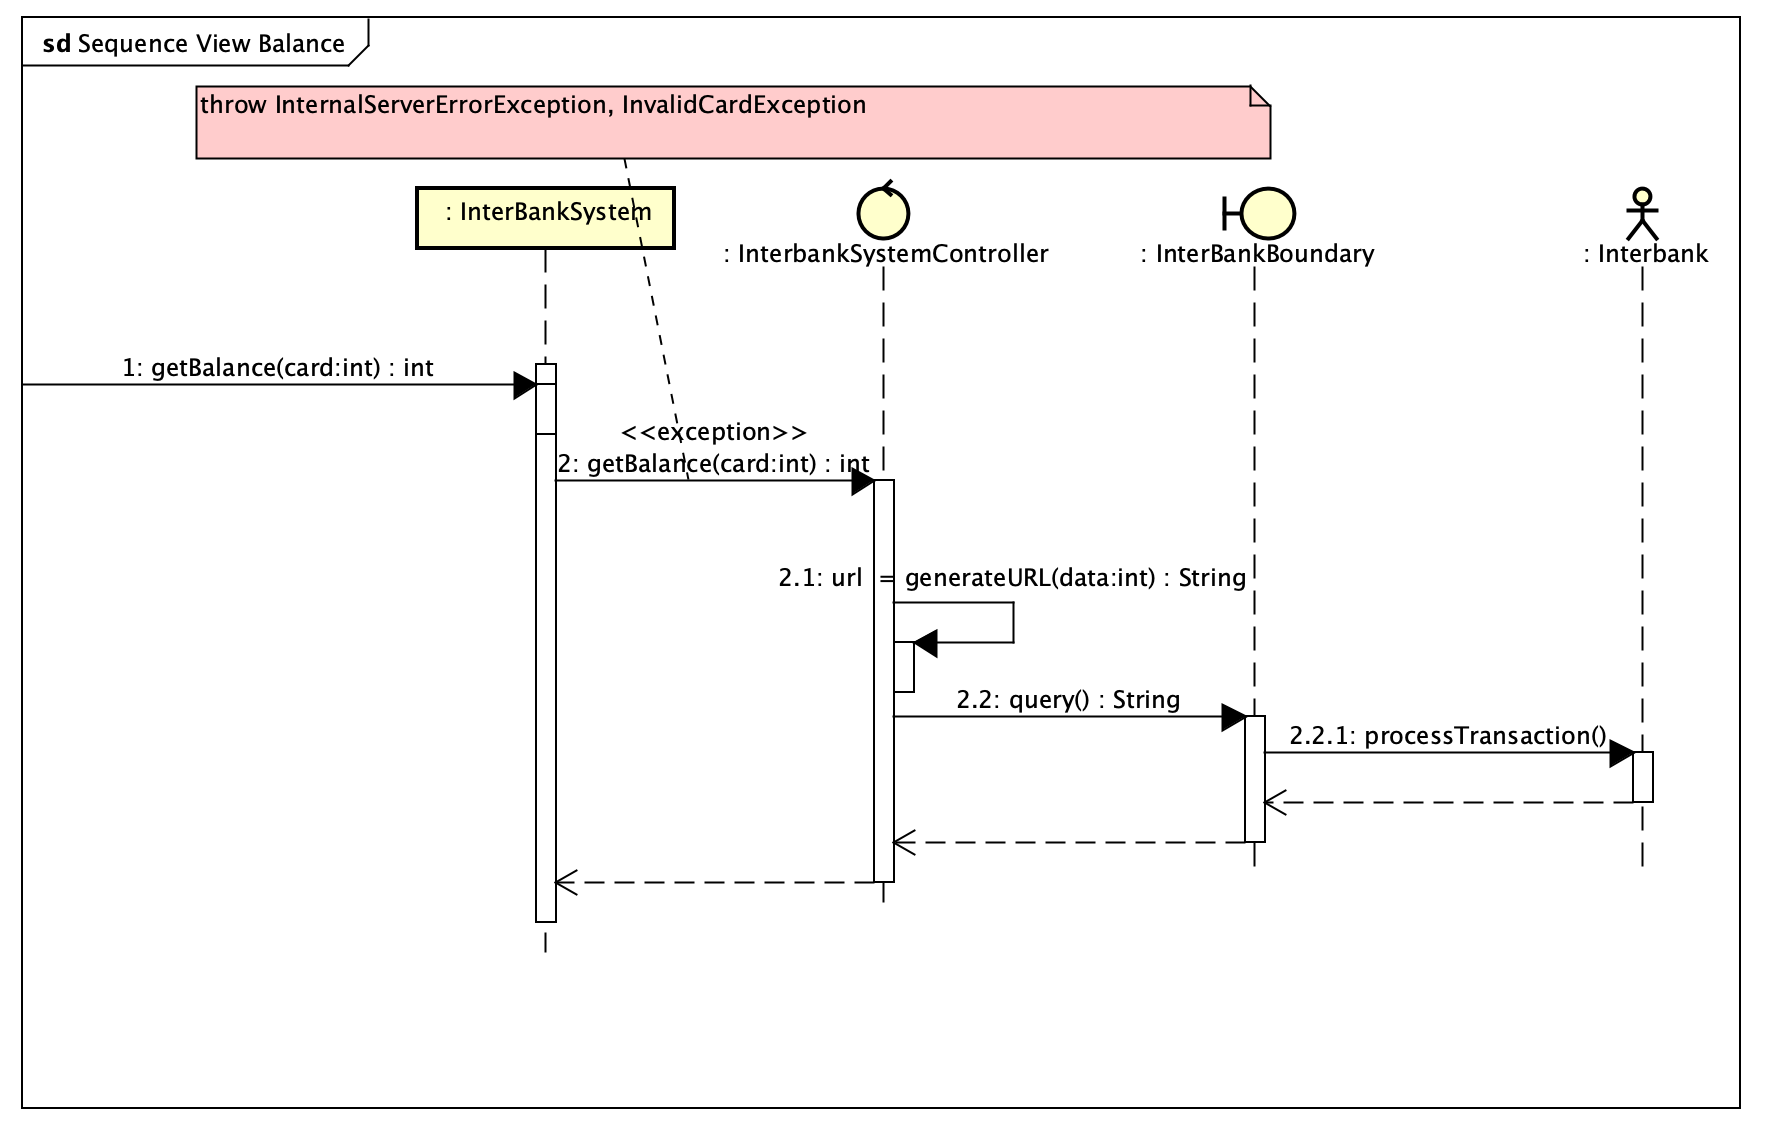 sd Sequence View Balance
throw InternalServerErrorException, InvalidCardException
: InterBankSystem
: InterbankSystemController
: InterBankBoundary
: Interbank
1: getBalance(card:int) : int
<<exception>>
2: getBalance(card:int) : int
2.1: url = generateURL(data:int) : String
2.2: query() : String
2.2.1: processTransaction()